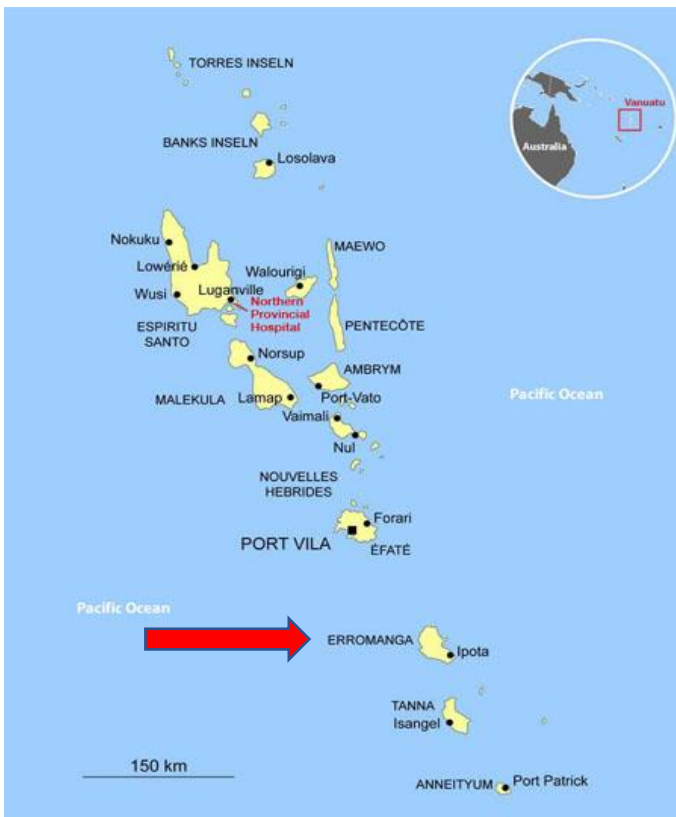 TORRES INSELN
BANKS INSELN
Losolava
Vanuatu
Australia
Nokuku
Lowérié
Wusi
Luganville
Northern
Provincial
Hospital
ESPIRITU
SANTO
Walourigi
MAEWO
PENTECÔTE
Norsup
MALEKULA
Lamap
AMBRYM
Port-Vato
Vaimali
Nul
Pacific Ocean
NOUVELLES
HEBRIDES
Forari
PORT VILA
ÉFATÉ
Pacific Ocean
ERROMANGA
Ipota
TANNA
Isangel
150 km
ANNEITYUM
Port Patrick